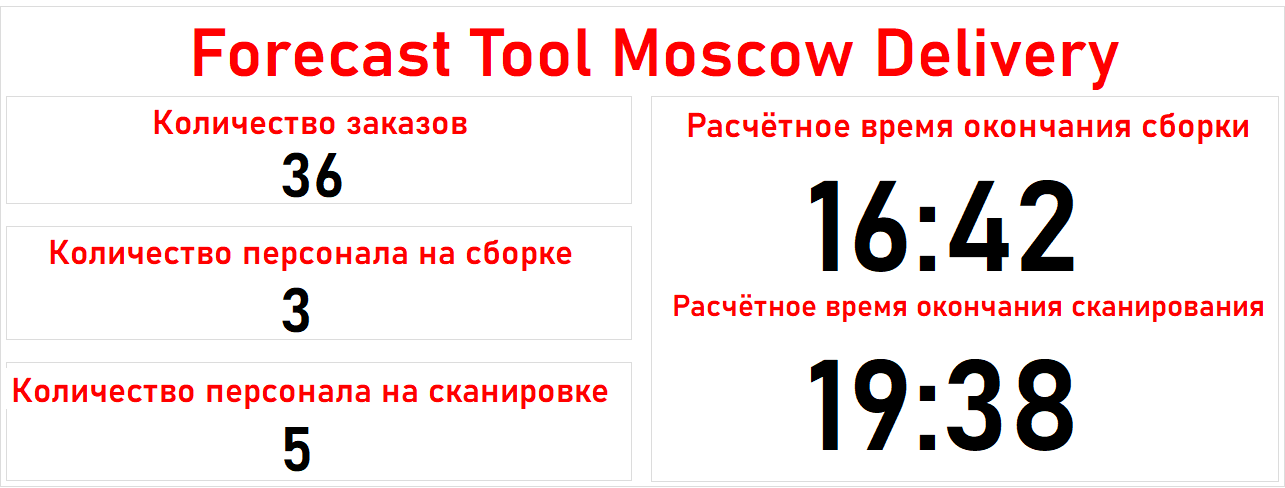 Forecast Tool Moscow Delivery
Количество заказов
36
Количество персонала на сборке
3
Количество персонала на сканировке
5
Расчётное время окончания сборки
16:42
Расчётное время окончания сканирования
19:38